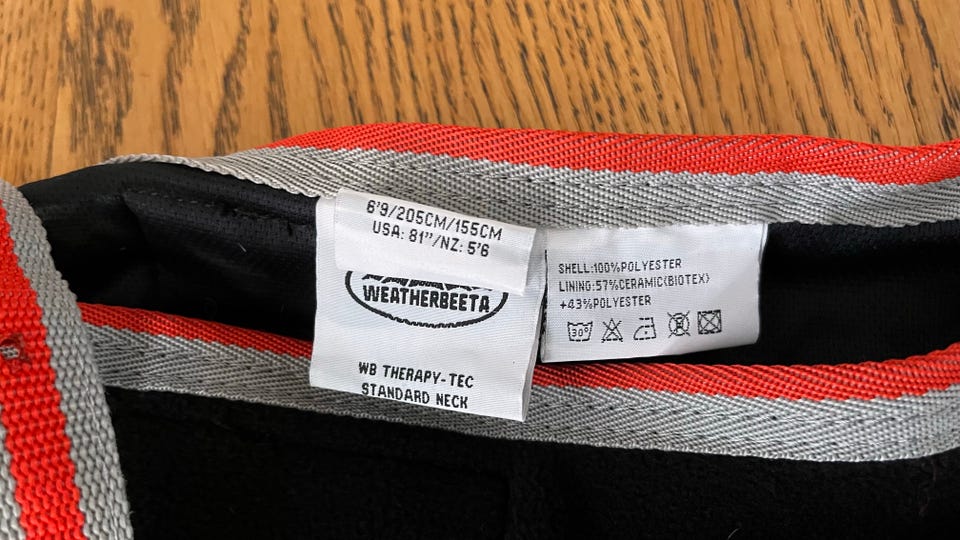 6'9/205CM/155CM
USA: 81"/NZ: 5'6
WEATHERBEETA
WB THERAPY-TEC
STANDARD NECK
SHELL:100%POLYESTER
LINING:57%CERAMIC(BIOTEX)
+43%POLYESTER
30°